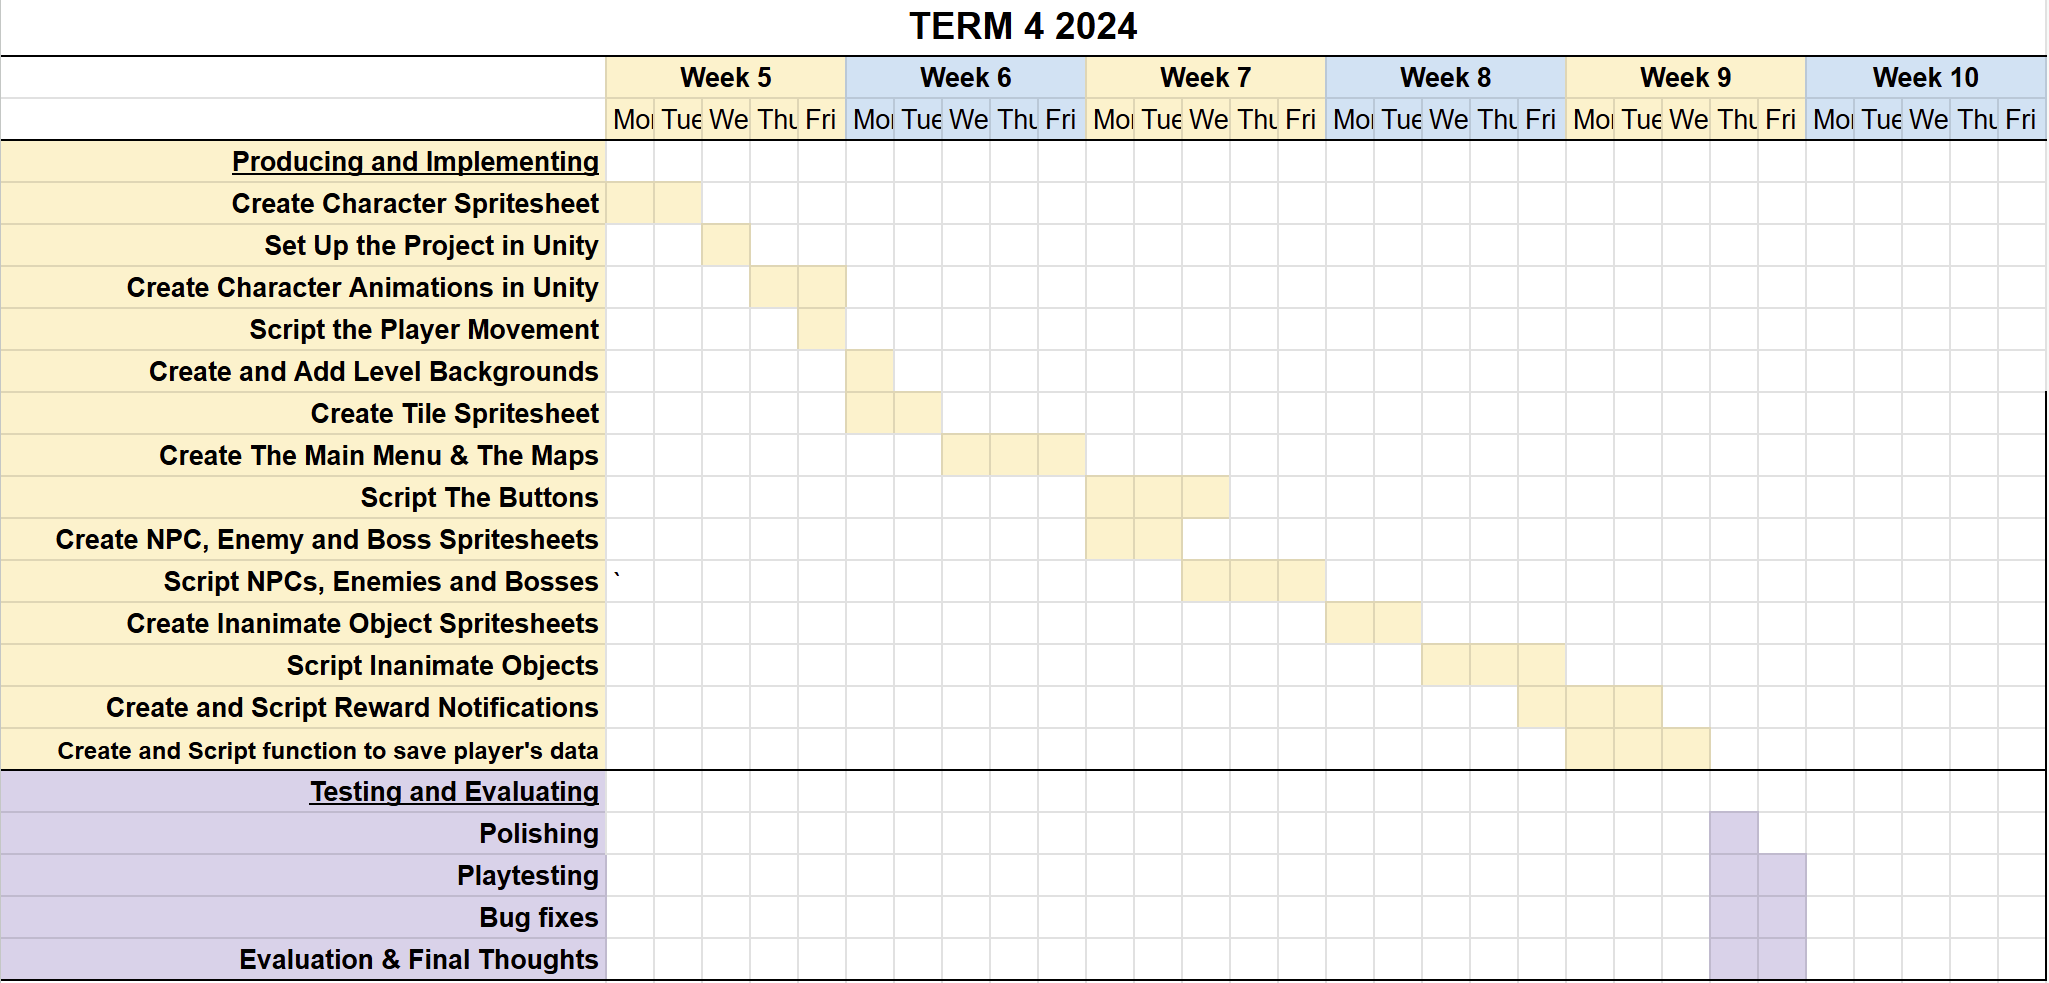 TERM 4 2024
Week 5 Week 6 Week 7 Week 8 Week 9 Week 10
Mo Tue We Thu Fri Mo Tue We Thu Fri Mo Tue We Thu Fri Mo Tue We Thu Fri Mo Tue We Thu Fri Mo Tue We Thu Fri
Producing and Implementing
Create Character Spritesheet
Set Up the Project in Unity
Create Character Animations in Unity
Script the Player Movement
Create and Add Level Backgrounds
Create Tile Spritesheet
Create The Main Menu & The Maps
Script The Buttons
Create NPC, Enemy and Boss Spritesheets
Script NPCs, Enemies and Bosses `
Create Inanimate Object Spritesheets
Script Inanimate Objects
Create and Script Reward Notifications
Create and Script function to save player's data
Testing and Evaluating
Polishing
Playtesting
Bug fixes
Evaluation & Final Thoughts